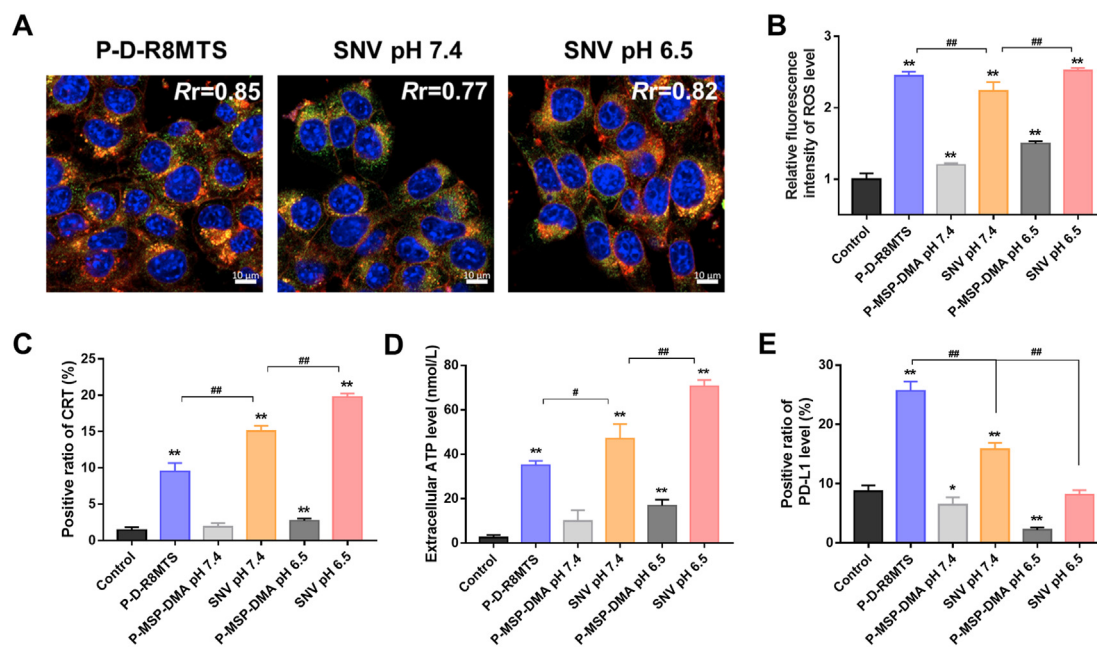 A
P-D-R8MTS
SNV pH 7.4
SNV pH 6.5
Rr=0.85
Rr=0.77
Rr=0.82
10 µm
10 µm
10 µm
B
Relative fluorescence
intensity of ROS level
3
2
1
**
**
**
**
**
##
##
Control
P-D-R8MTS
P-MSP-DMA pH 7.4
SNV pH 7.4
P-MSP-DMA pH 6.5
SNV pH 6.5
C
Positive ratio of CRT (%)
25
20
15
10
5
0
**
**
**
**
##
##
Control
P-D-R8MTS
P-MSP-DMA pH 7.4
SNV pH 7.4
P-MSP-DMA pH 6.5
SNV pH 6.5
D
Extracellular ATP level (nmol/L)
80
60
40
20
0
**
**
**
**
#
##
Control
P-D-R8MTS
P-MSP-DMA pH 7.4
SNV pH 7.4
P-MSP-DMA pH 6.5
SNV pH 6.5
E
Positive ratio of
PD-L1 level (%)
30
20
10
0
**
*
**
**
##
##
Control
P-D-R8MTS
P-MSP-DMA pH 7.4
SNV pH 7.4
P-MSP-DMA pH 6.5
SNV pH 6.5